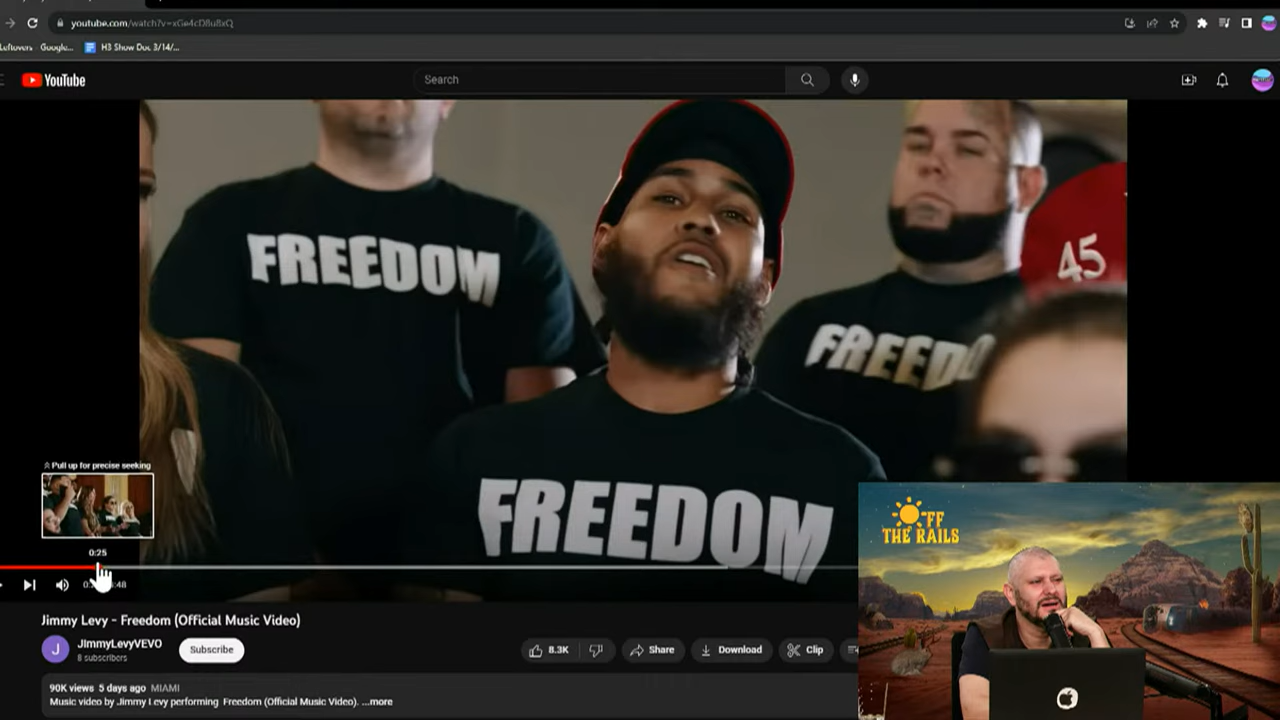 youtube.com/watch?v=xGe4cD8u8xQ
Leftovers Google... H3 Show Doc 3/14/...
YouTube
Search
FREEDOM
45
FREEDO
FREEDOM
Pull up for precise seeking
0:25
:48
OFF
THE RAILS
Jimmy Levy - Freedom (Official Music Video)
J
JimmyLevyVEVO
8 subscribers
Subscribe
8.3K
Share
Download
Clip
90K views 5 days ago MIAMI
Music video by Jimmy Levy performing Freedom (Official Music Video). ...more